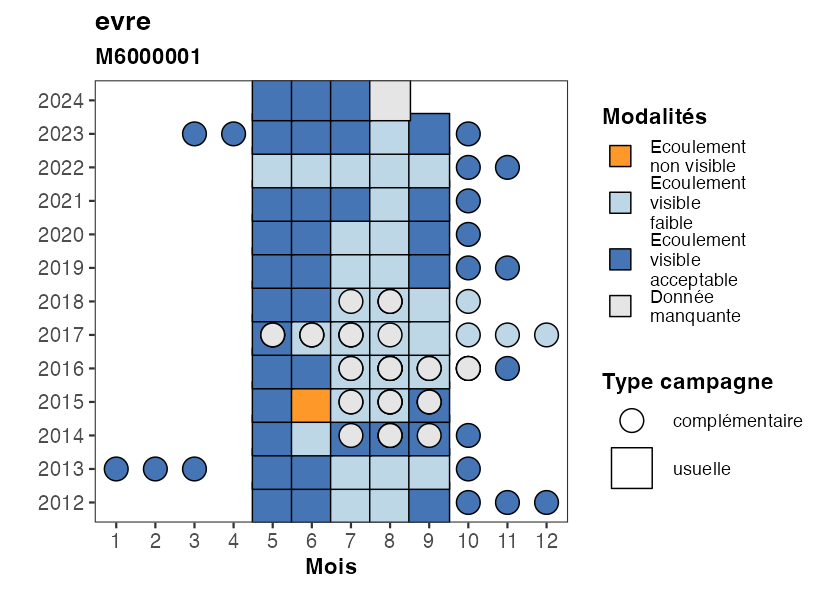 evre
M6000001
2024
2023
2022
2021
2020
2019
2018
2017
2016
2015
2014
2013
2012
1 2 3 4 5 6 7 8 9 10 11 12
Mois
Modalités
Ecoulement
non visible
Ecoulement
visible
faible
Ecoulement
visible
acceptable
Donnée
manquante
Type campagne
complémentaire
usuelle